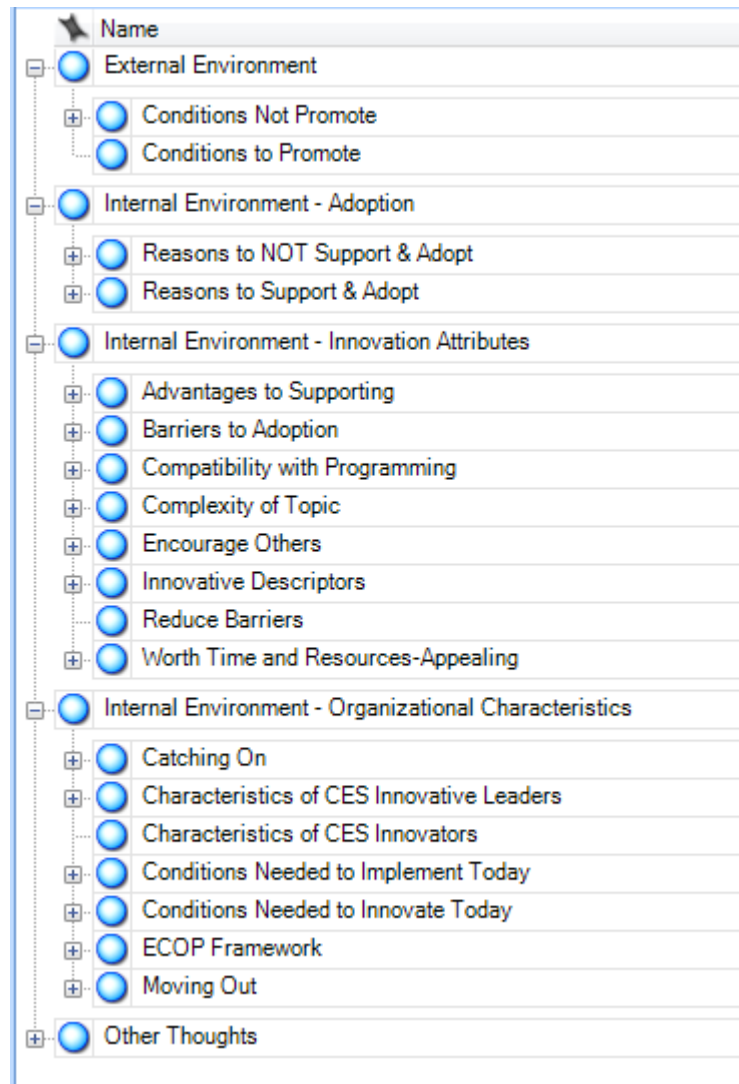 Name
External Environment
Conditions Not Promote
Conditions to Promote
Internal Environment - Adoption
Reasons to NOT Support & Adopt
Reasons to Support & Adopt
Internal Environment - Innovation Attributes
Advantages to Supporting
Barriers to Adoption
Compatibility with Programming
Complexity of Topic
Encourage Others
Innovative Descriptors
Reduce Barriers
Worth Time and Resources-Appealing
Internal Environment - Organizational Characteristics
Catching On
Characteristics of CES Innovative Leaders
Characteristics of CES Innovators
Conditions Needed to Implement Today
Conditions Needed to Innovate Today
ECOP Framework
Moving Out
Other Thoughts